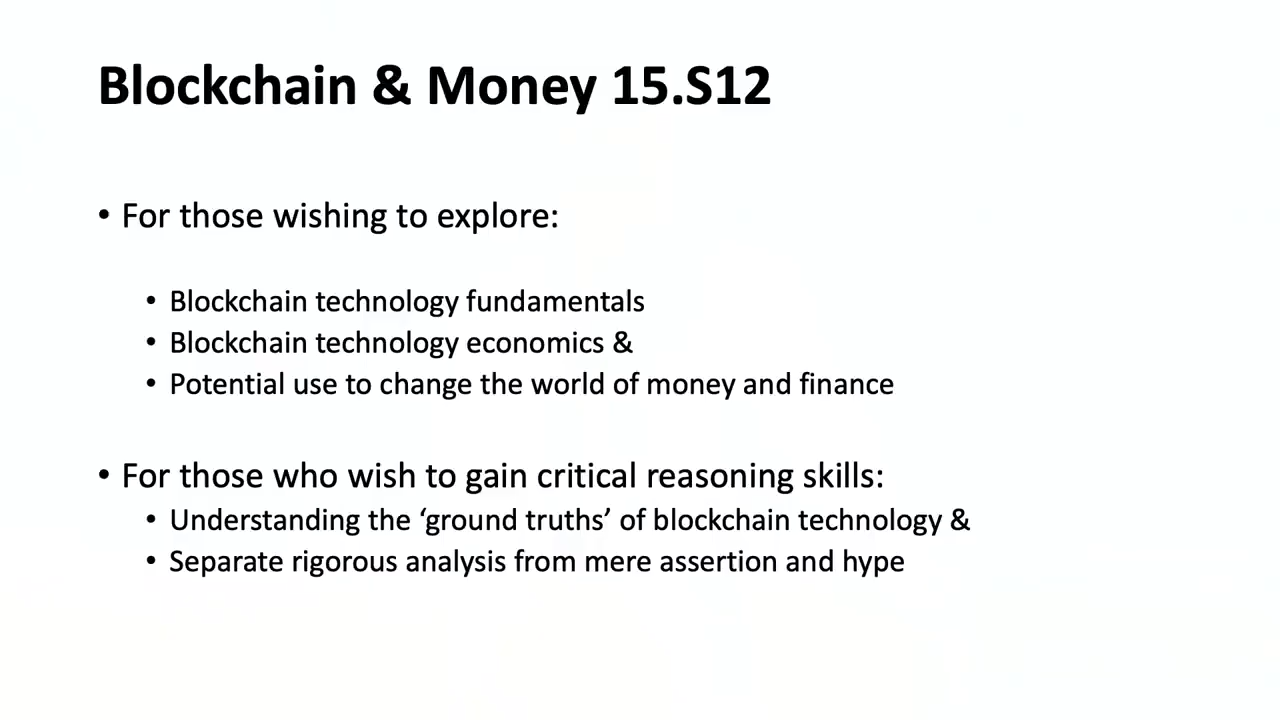 Blockchain & Money 15.S12
• For those wishing to explore:
• Blockchain technology fundamentals
• Blockchain technology economics &
• Potential use to change the world of money and finance
• For those who wish to gain critical reasoning skills:
• Understanding the ‘ground truths’ of blockchain technology &
• Separate rigorous analysis from mere assertion and hype